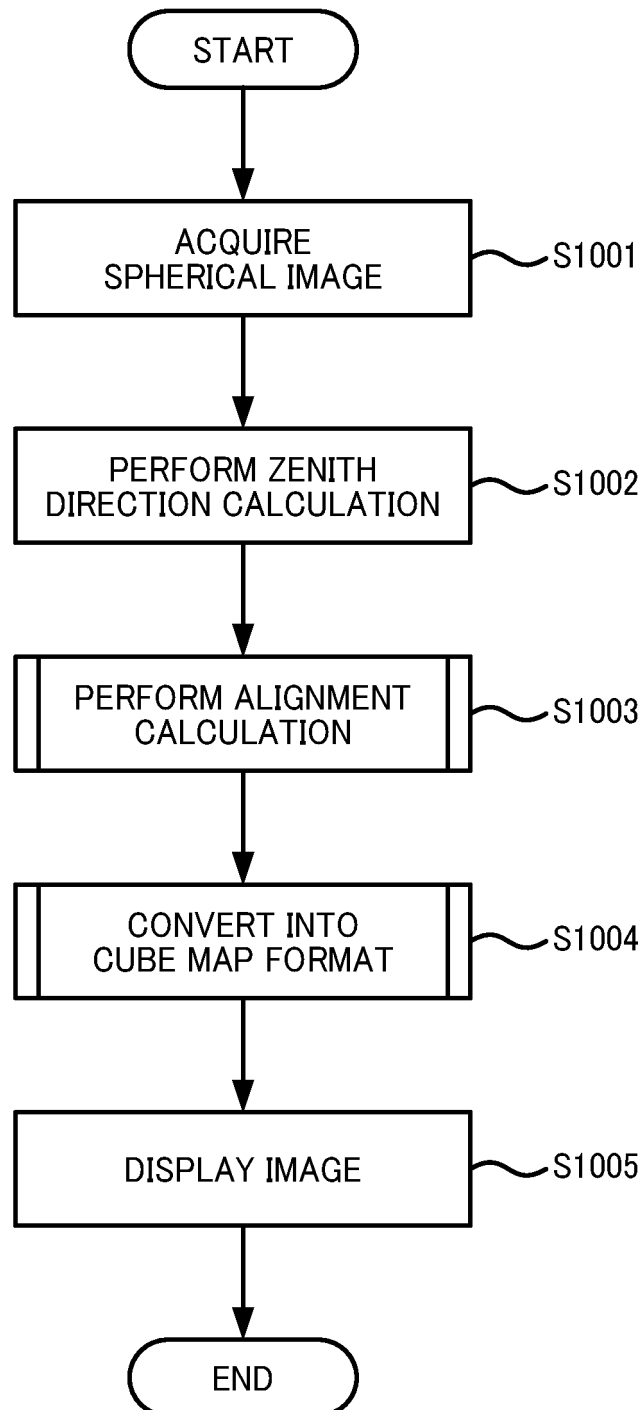 START
ACQUIRE
SPHERICAL IMAGE
S1001
PERFORM ZENITH
DIRECTION CALCULATION
S1002
PERFORM ALIGNMENT
CALCULATION
S1003
CONVERT INTO
CUBE MAP FORMAT
S1004
DISPLAY IMAGE
S1005
END